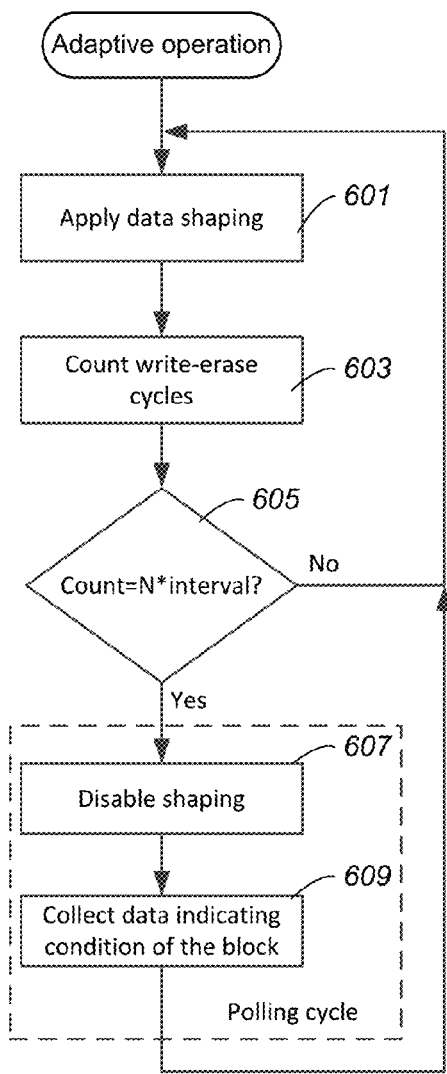 Adaptive operation
601
Apply data shaping
603
Count write-erase
cycles
605
Count=N*interval?
No
Yes
607
Disable shaping
609
Collect data indicating
condition of the block
Polling cycle